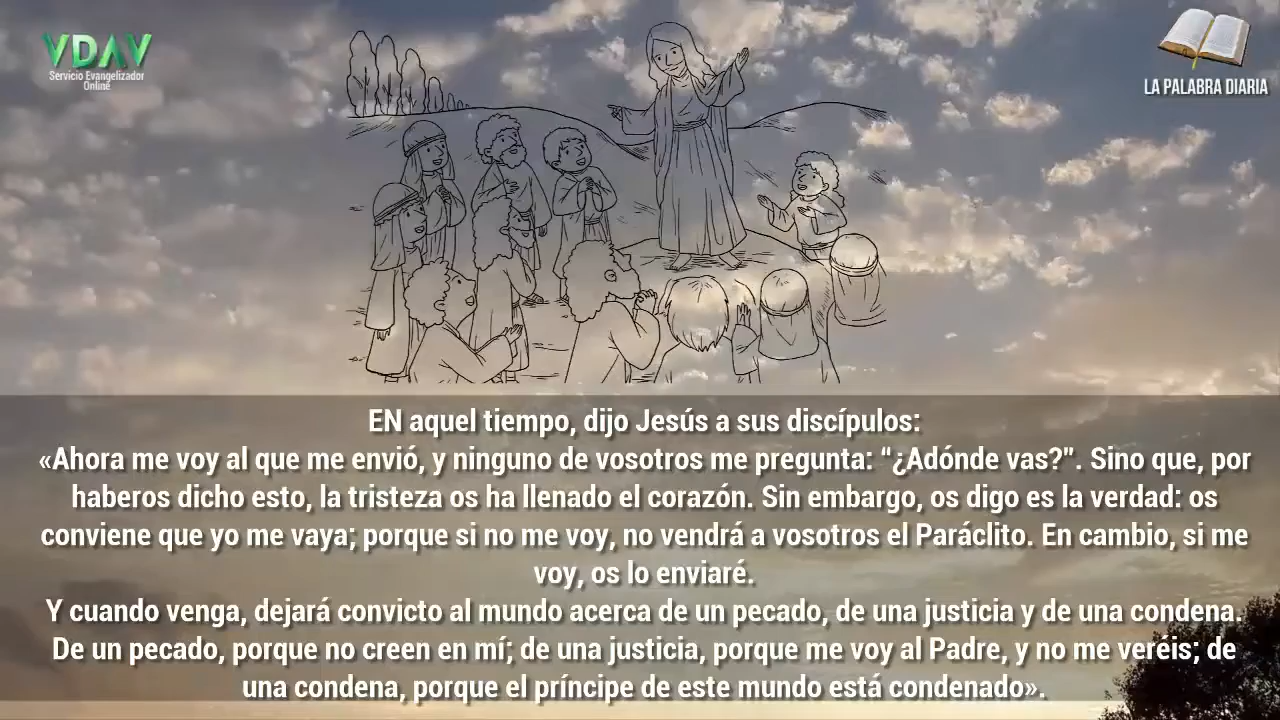 VDAV
Servicio Evangelizador
Online
LA PALABRA DIARIA
EN aquel tiempo, dijo Jesús a sus discípulos:
«Ahora me voy al que me envió, y ninguno de vosotros me pregunta: “¿Adónde vas?”. Sino que, por
haberos dicho esto, la tristeza os ha llenado el corazón. Sin embargo, os digo es la verdad: os
conviene que yo me vaya; porque si no me voy, no vendrá a vosotros el Paráclito. En cambio, si me
voy, os lo enviaré.
Y cuando venga, dejará convicto al mundo acerca de un pecado, de una justicia y de una condena.
De un pecado, porque no creen en mí; de una justicia, porque me voy al Padre, y no me veréis; de
una condena, porque el príncipe de este mundo está condenado».